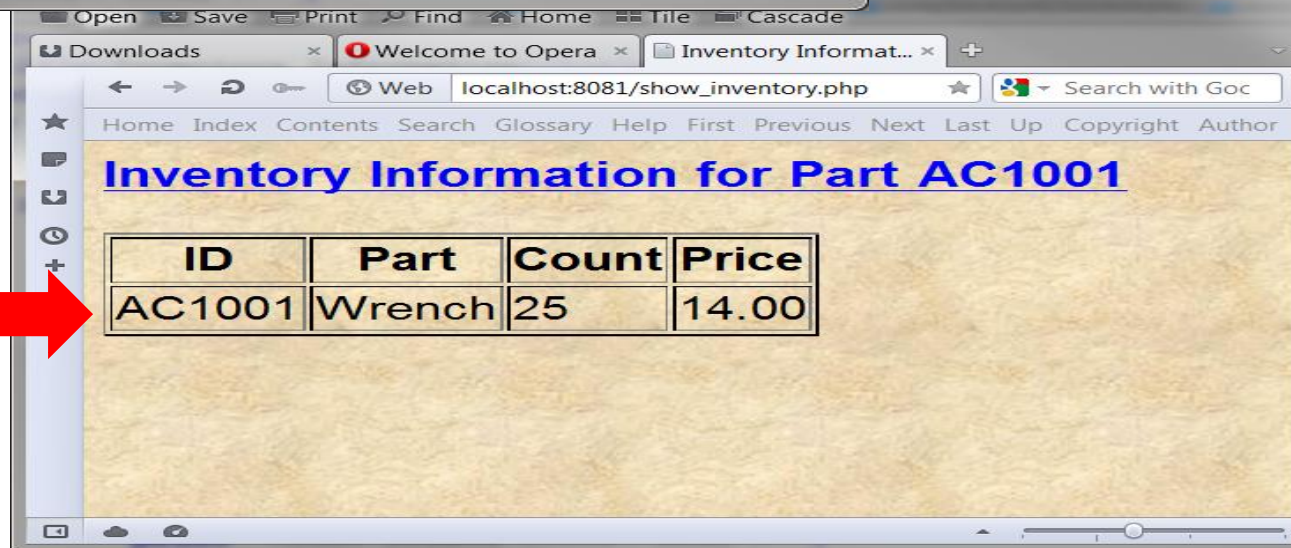 Open Save Print Find Home Tile Cascade
Downloads Welcome to Opera Inventory Informat...
Web localhost:8081/show_inventory.php Search with Goc
Home Index Contents Search Glossary Help First Previous Next Last Up Copyright Author
Inventory Information for Part AC1001
ID Part Count Price
AC1001 Wrench 25 14.00